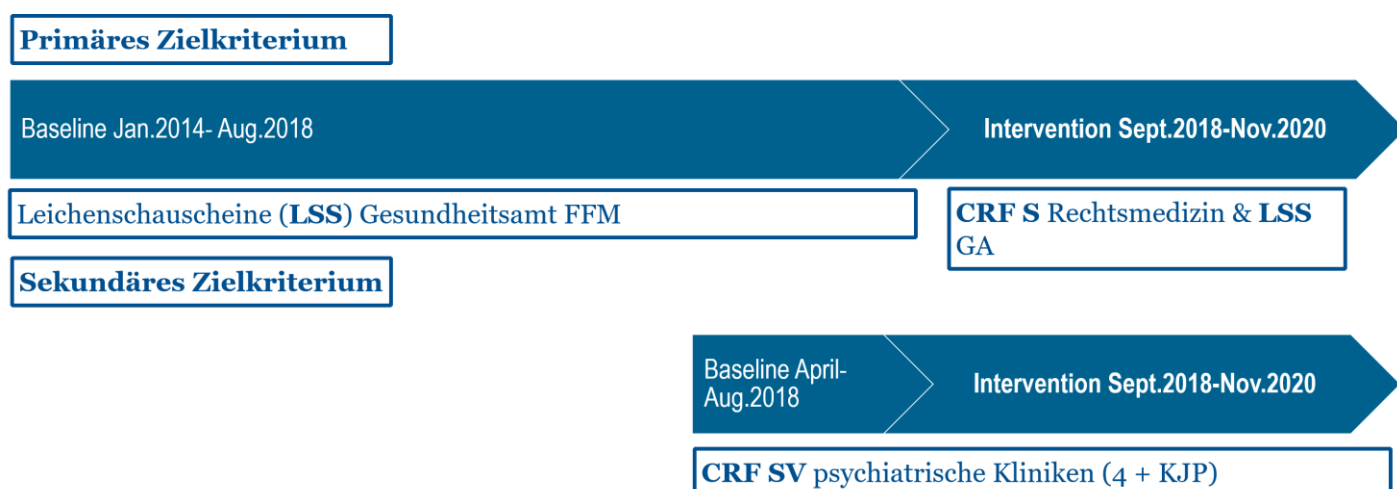 Primäres Zielkriterium
Baseline Jan.2014- Aug.2018
Intervention Sept.2018-Nov.2020
Leichenschauscheine (LSS) Gesundheitsamt FFM
CRF S Rechtsmedizin & LSS
GA
Sekundäres Zielkriterium
Baseline April-
Aug.2018
Intervention Sept.2018-Nov.2020
CRF SV psychiatrische Kliniken (4 + KJP)